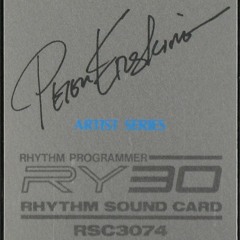 Peter Erskine
ARTIST SERIES
RHYTHM PROGRAMMER
RY30
RHYTHM SOUND CARD
RSC3074